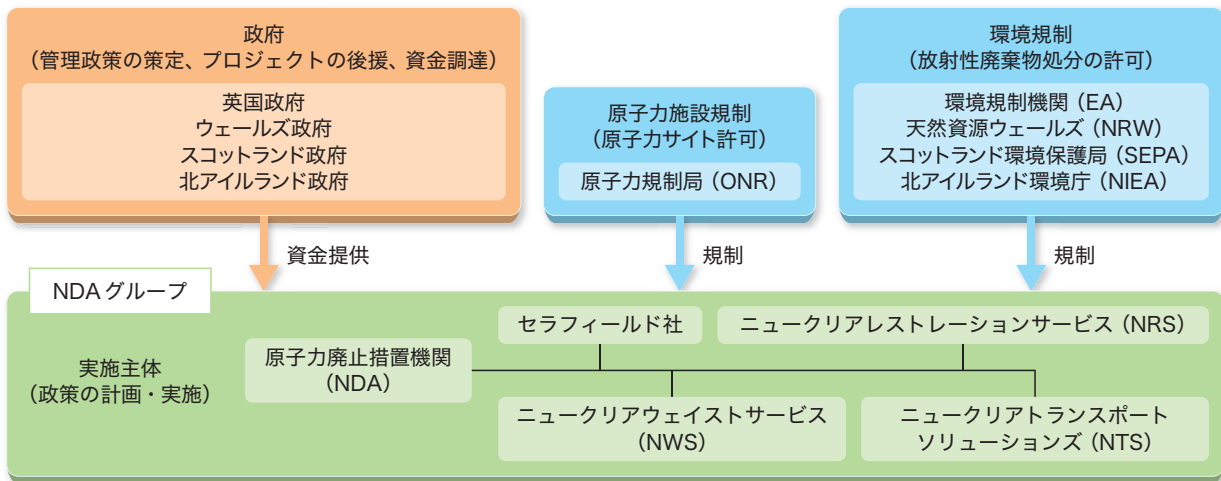 政府
(管理政策の策定、プロジェクトの後援、資金調達)
英国政府
ウェールズ政府
スコットランド政府
北アイルランド政府
原子力施設規制
(原子力サイト許可)
原子力規制局(ONR)
環境規制
(放射性廃棄物処分の許可)
環境規制機関(EA)
天然資源ウェールズ(NRW)
スコットランド環境保護局(SEPA)
北アイルランド環境庁(NIEA)
資金提供
規制
規制
NDAグループ
実施主体
(政策の計画・実施)
原子力廃止措置機関
(NDA)
セラフィールド社
ニュークリアレストレーションサービス(NRS)
ニュークリアウェイストサービス
(NWS)
ニュークリアトランスポート
ソリューションズ(NTS)